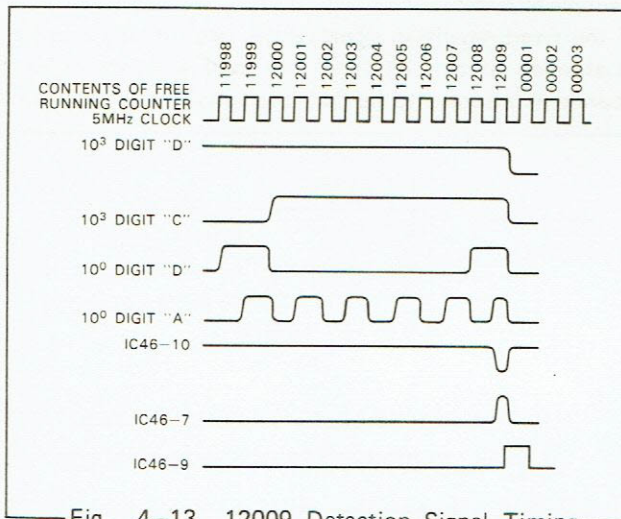 11998
11999
12000
12001
12002
12003
12004
12005
12006
12007
12008
12009
00001
00002
00003
CONTENTS OF FREE
RUNNING COUNTER
5MHz CLOCK
10³ DIGIT "D"
10³ DIGIT "C"
10⁰ DIGIT "D"
10⁰ DIGIT "A"
IC46-10
IC46-7
IC46-9
Fig. 4-13 12009 Detection Signal Timing